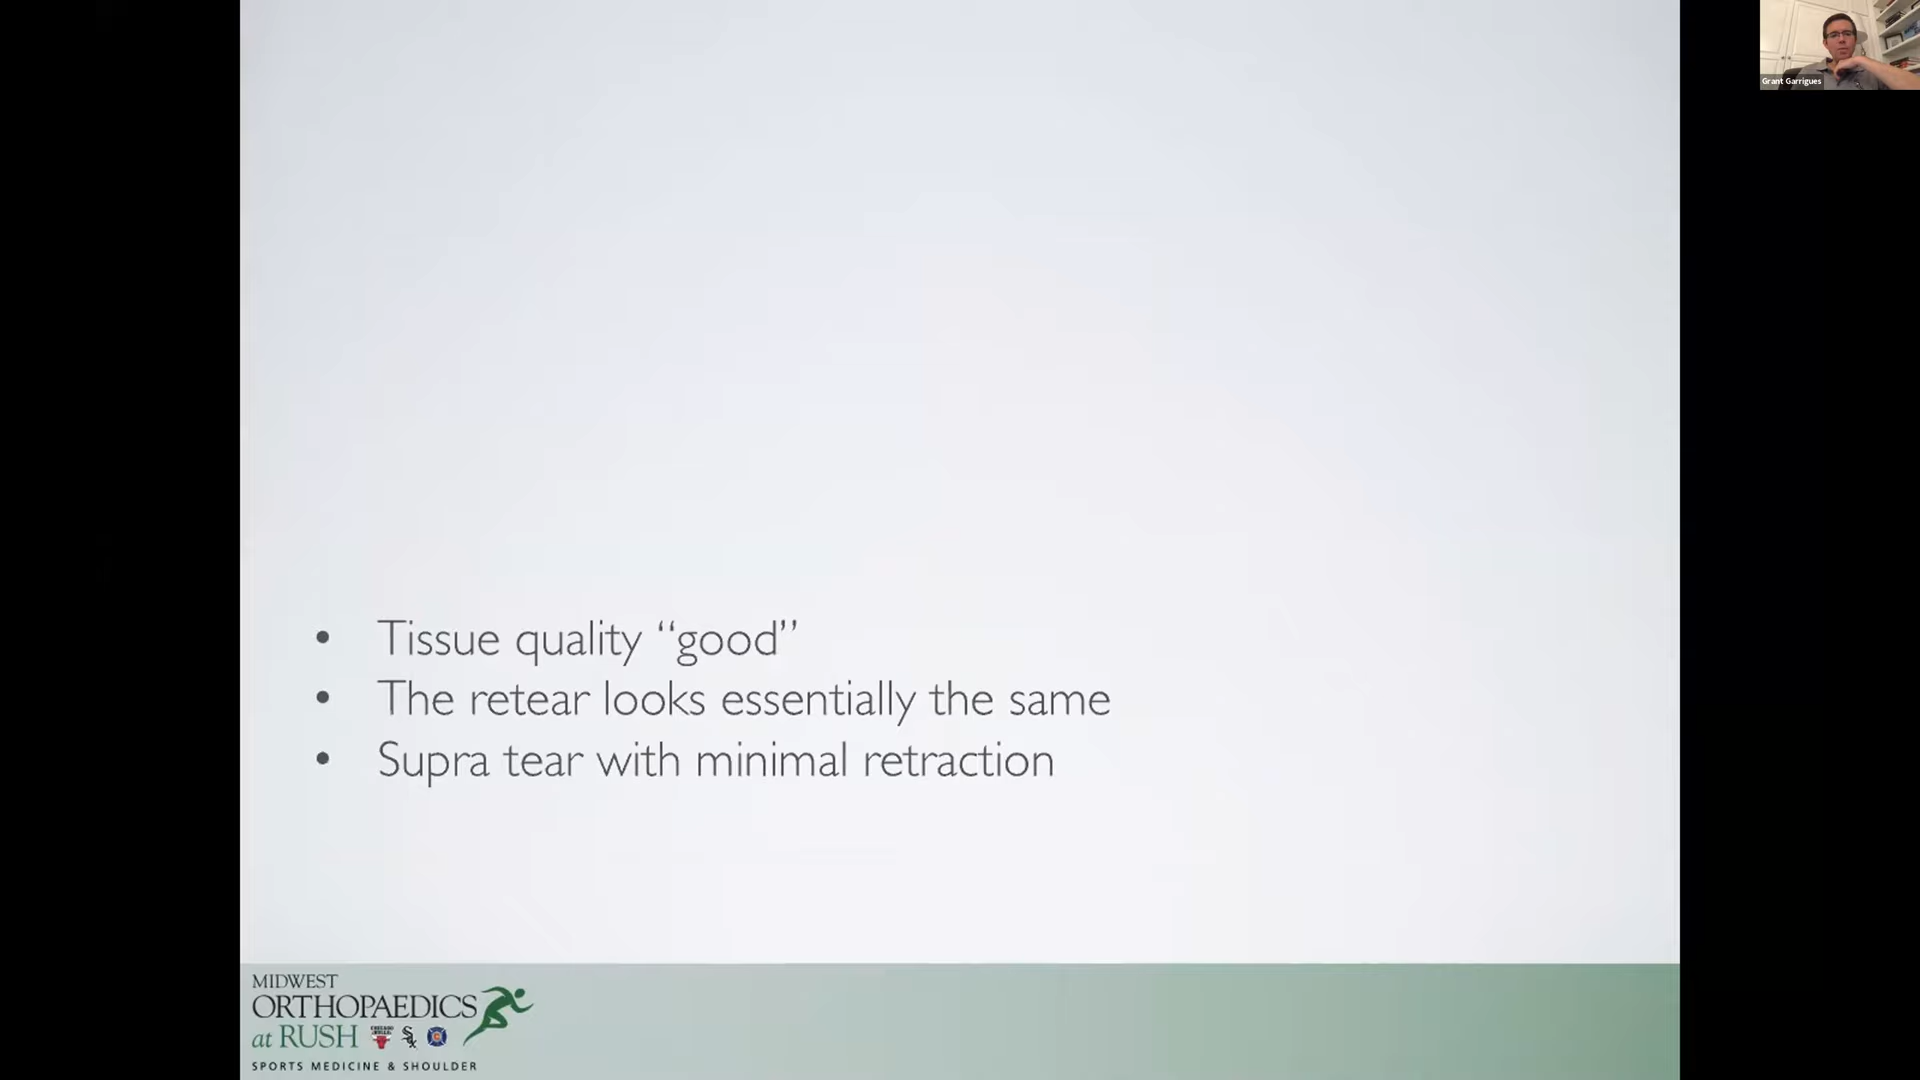 Grant Garrigues
• Tissue quality “good”
• The retear looks essentially the same
• Supra tear with minimal retraction
MIDWEST
ORTHOPAEDICS
at RUSH
SPORTS MEDICINE & SHOULDER